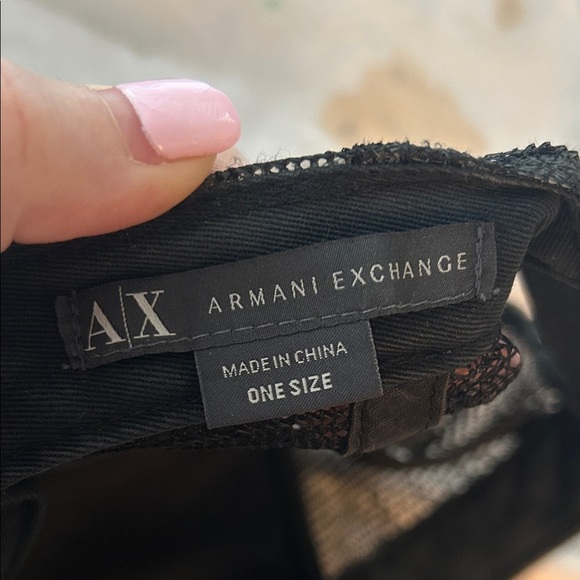 A|X ARMANI EXCHANGE
MADE IN CHINA
ONE SIZE